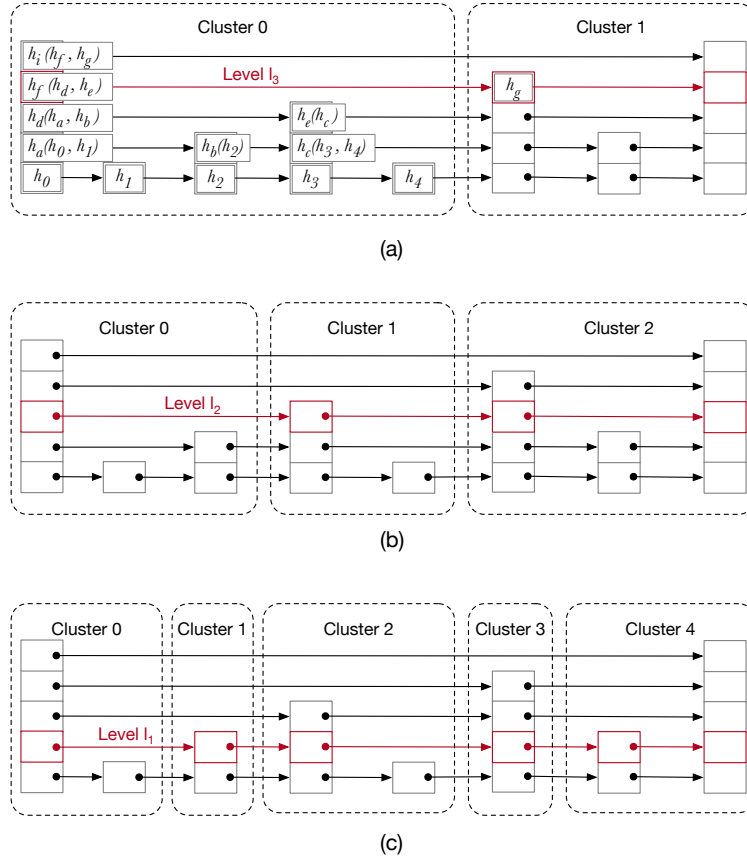 Cluster 0 Cluster 1
h_i(h_f, h_g)
h_f(h_d, h_e) Level l_3 h_g
h_d(h_a, h_b) h_e(h_c)
h_a(h_0, h_1) h_b(h_2) h_c(h_3, h_4)
h_0 h_1 h_2 h_3 h_4
(a)
Cluster 0 Cluster 1 Cluster 2
Level l_2
(b)
Cluster 0 Cluster 1 Cluster 2 Cluster 3 Cluster 4
Level l_1
(c)